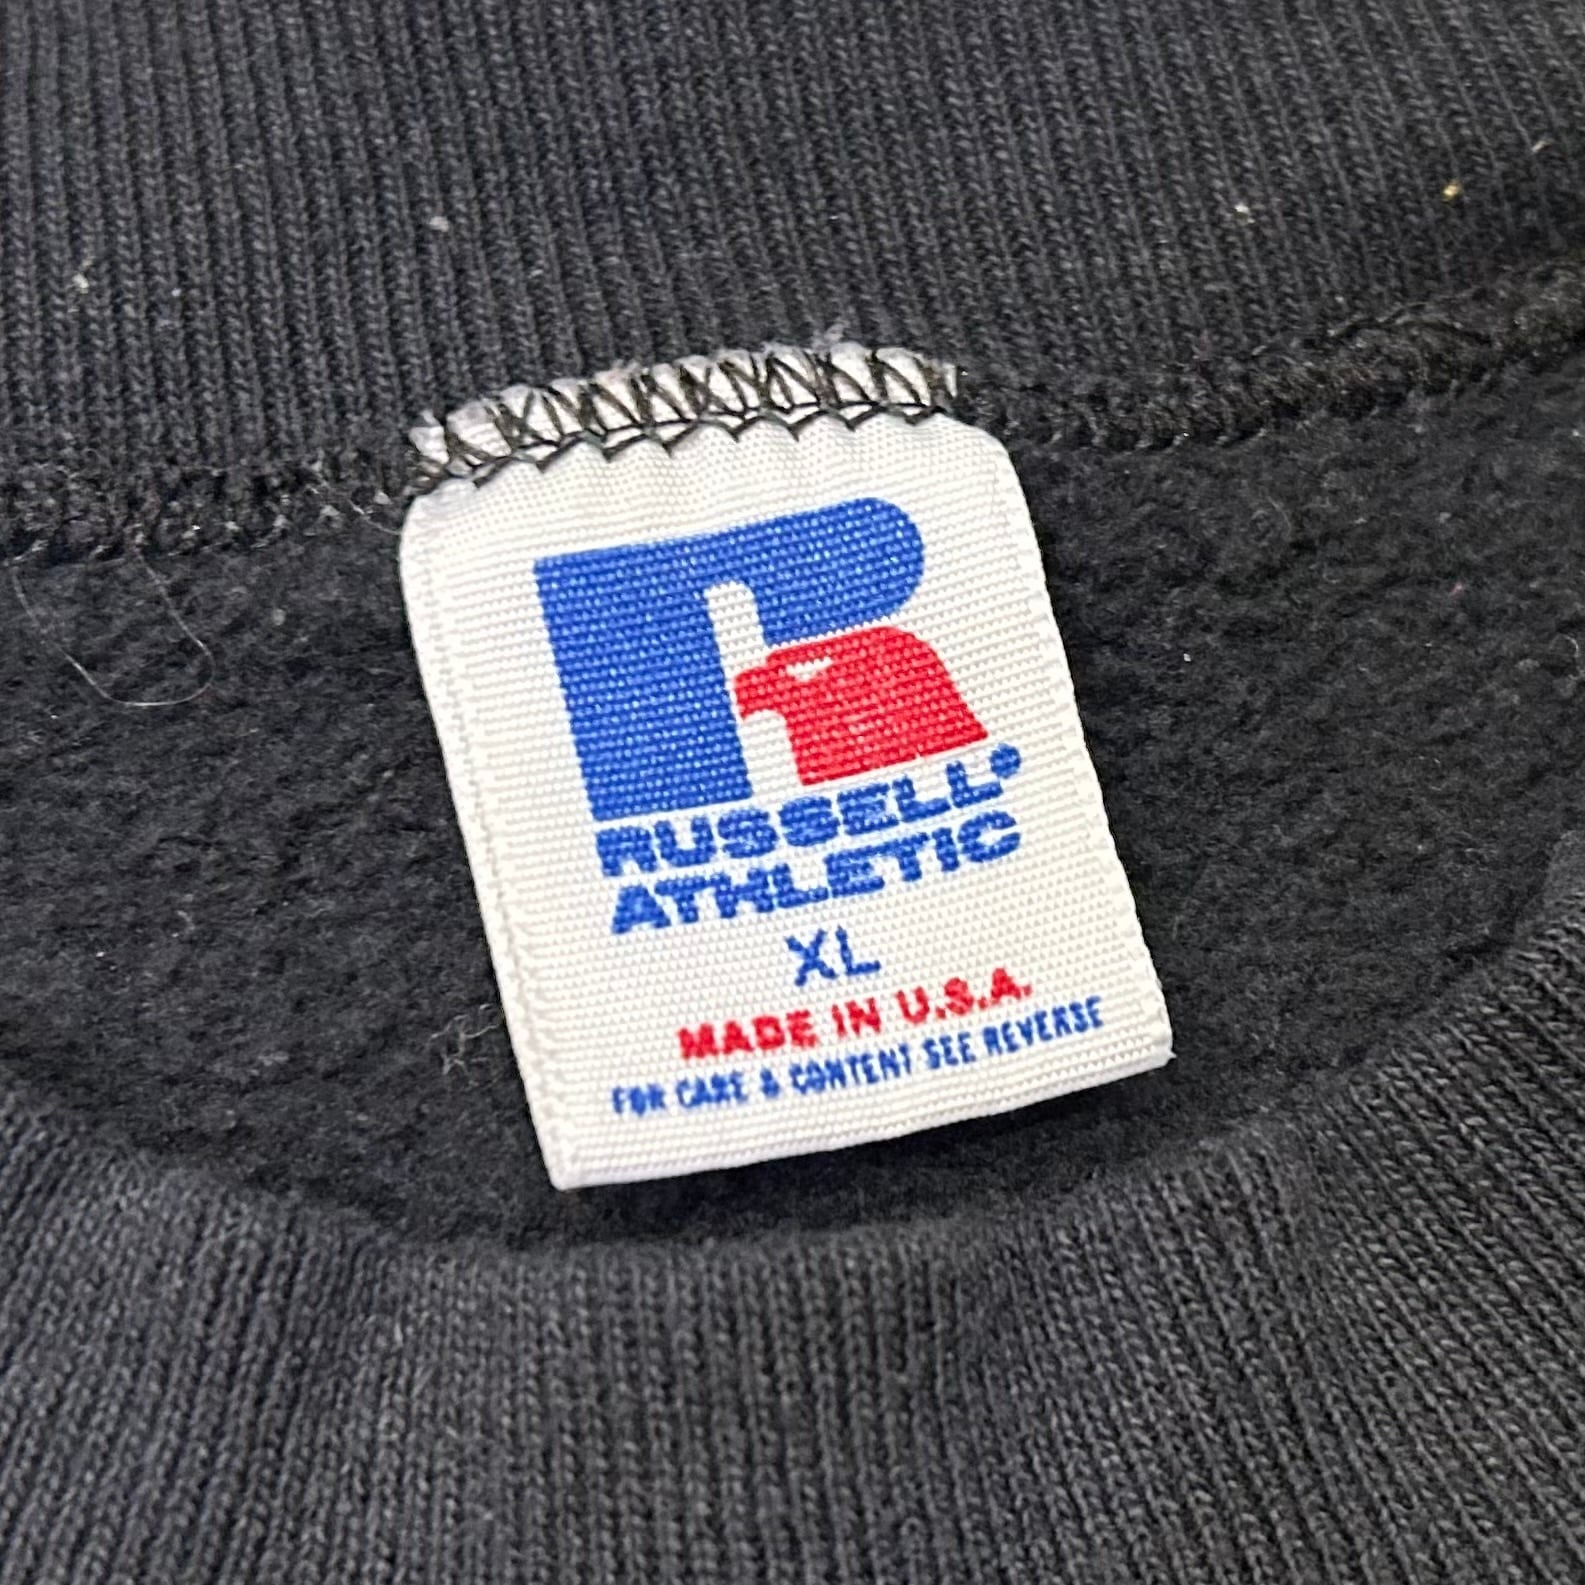 RUSSELL®
ATHLETIC
XL
MADE IN U.S.A.
FOR CARE & CONTENT SEE REVERSE